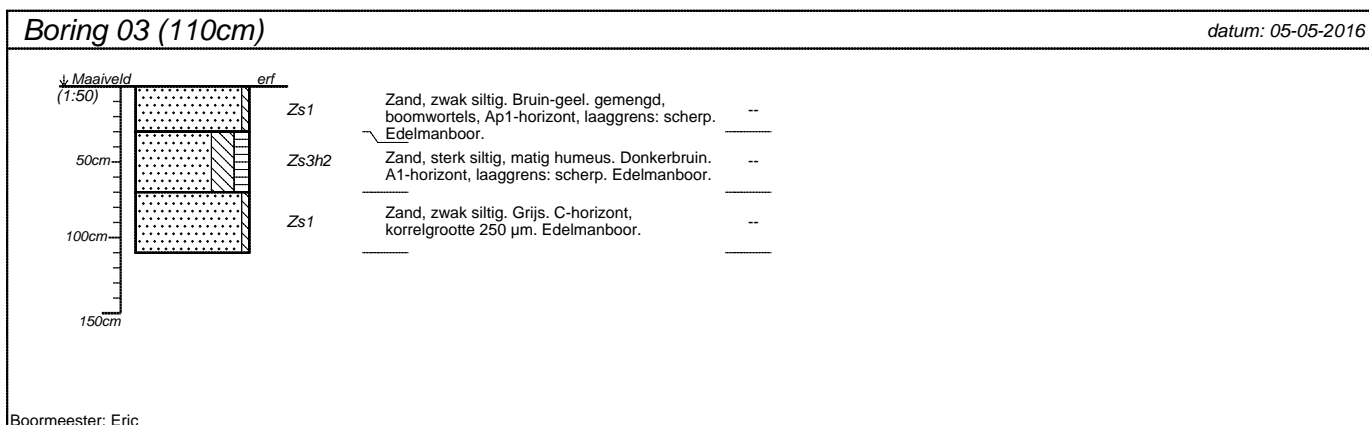 Boring 03 (110cm)
datum: 05-05-2016
Maaiveld
erf
(1:50)
Zs1
Zand, zwak siltig. Bruin-geel. gemengd,
boomwortels, Ap1-horizont, laaggrens: scherp.
Edelmanboor.
--
50cm
Zs3h2
Zand, sterk siltig, matig humeus. Donkerbruin.
A1-horizont, laaggrens: scherp. Edelmanboor.
--
Zs1
Zand, zwak siltig. Grijs. C-horizont,
korrelgrootte 250 µm. Edelmanboor.
--
100cm
150cm
Boormeester: Eric